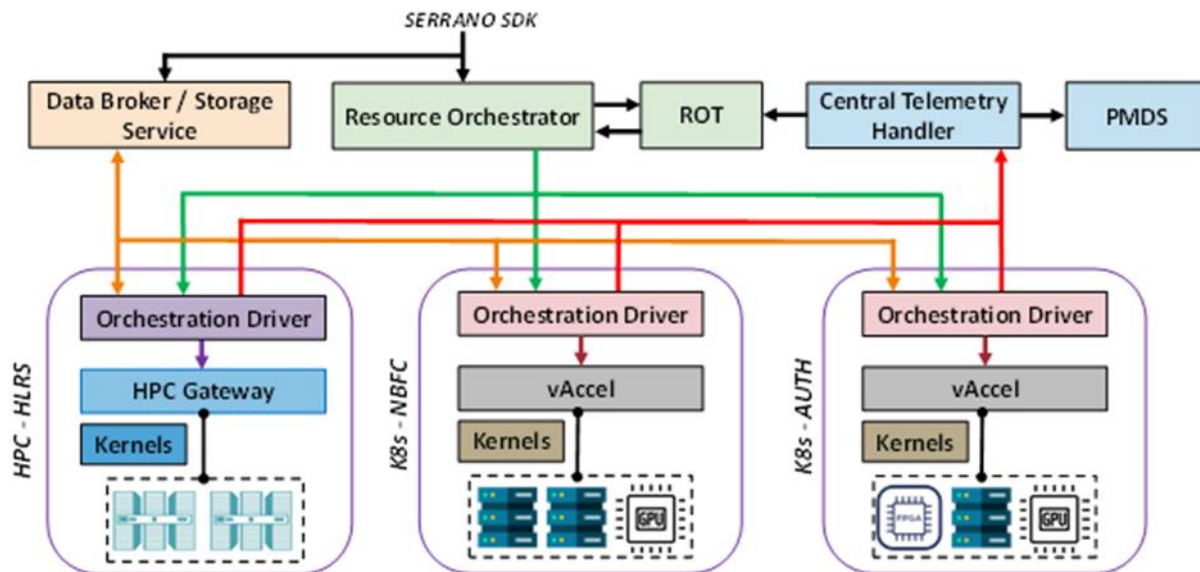 SERRANO SDK
Data Broker / Storage
Service
Resource Orchestrator
ROT
Central Telemetry
Handler
PMDS
HPC - HLRS
Orchestration Driver
HPC Gateway
Kernels
K8s - NBFC
Orchestration Driver
vAccel
Kernels
GPU
K8s - AUTH
Orchestration Driver
vAccel
Kernels
FPGA
GPU